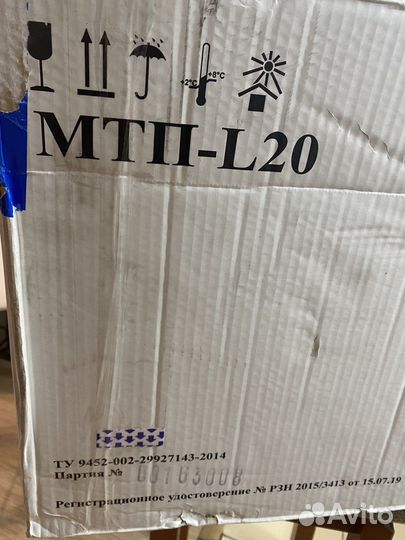 +2°C +8°C
МТП-L20
ТУ 9452-002-29927143-2014
Партия №
Регистрационное удостоверение № РЗН 2015/3413 от 15.07.19
Avito